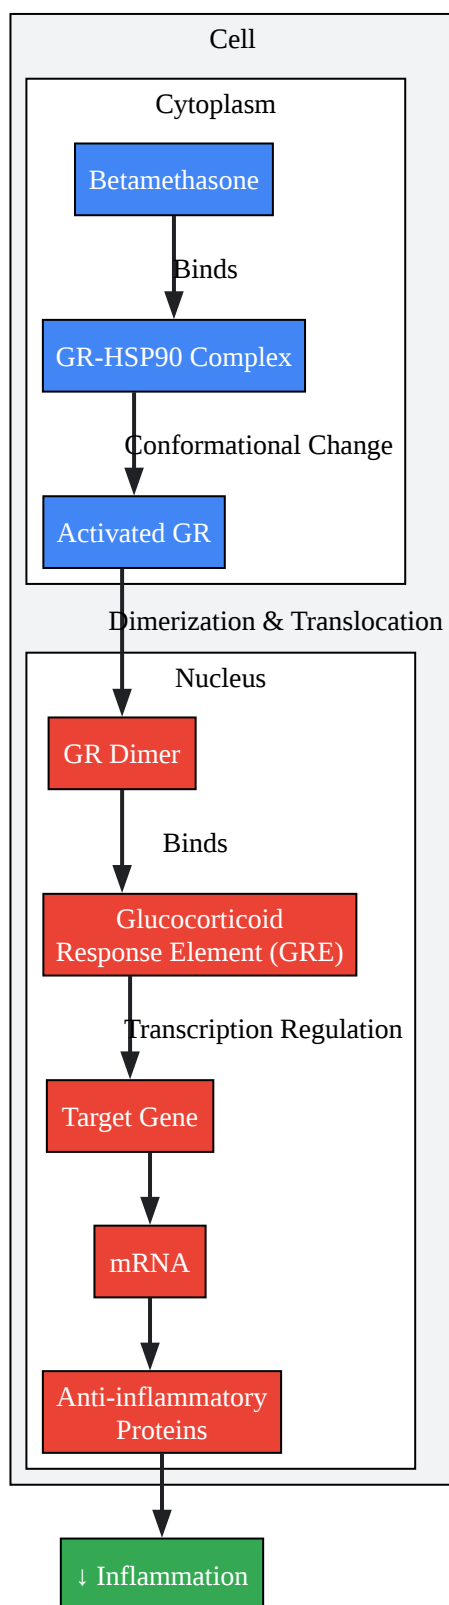 Cell
Cytoplasm
Betamethasone
Binds
GR-HSP90 Complex
Conformational Change
Activated GR
Dimerization & Translocation
Nucleus
GR Dimer
Binds
Glucocorticoid
Response Element (GRE)
Transcription Regulation
Target Gene
mRNA
Anti-inflammatory
Proteins
↓ Inflammation